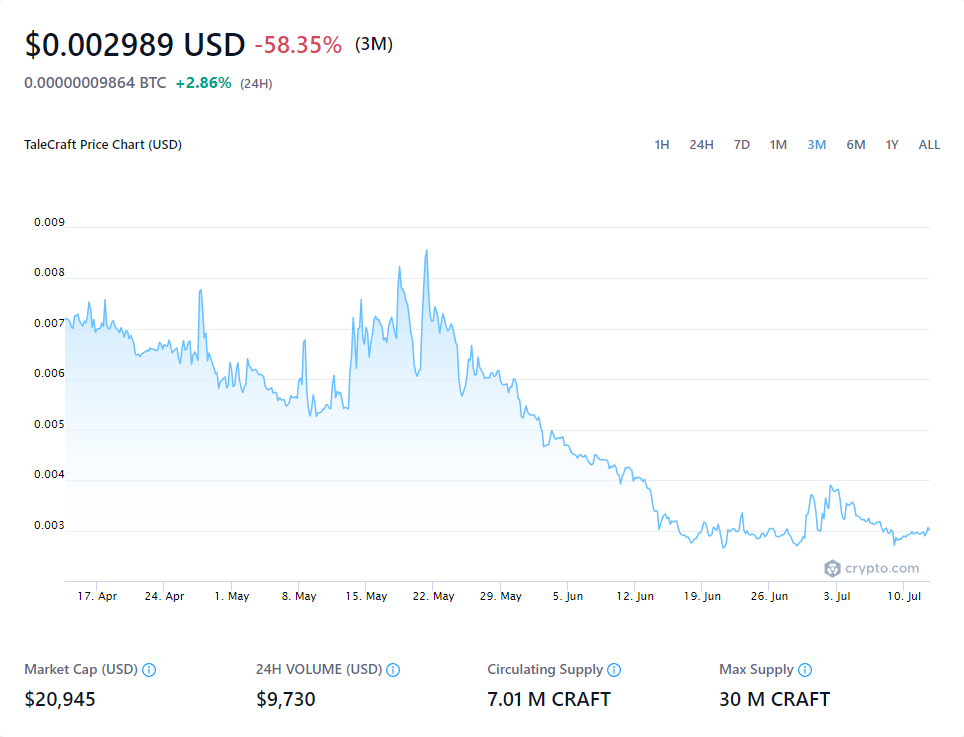 $0.002989 USD -58.35% (3M)
0.00000009864 BTC +2.86% (24H)
TaleCraft Price Chart (USD)
1H 24H 7D 1M 3M 6M 1Y ALL
0.009
0.008
0.007
0.006
0.005
0.004
0.003
crypto.com
17. Apr 24. Apr 1. May 8. May 15. May 22. May 29. May 5. Jun 12. Jun 19. Jun 26. Jun 3. Jul 10. Jul
Market Cap (USD) 24H VOLUME (USD) Circulating Supply Max Supply
$20,945 $9,730 7.01 M CRAFT 30 M CRAFT